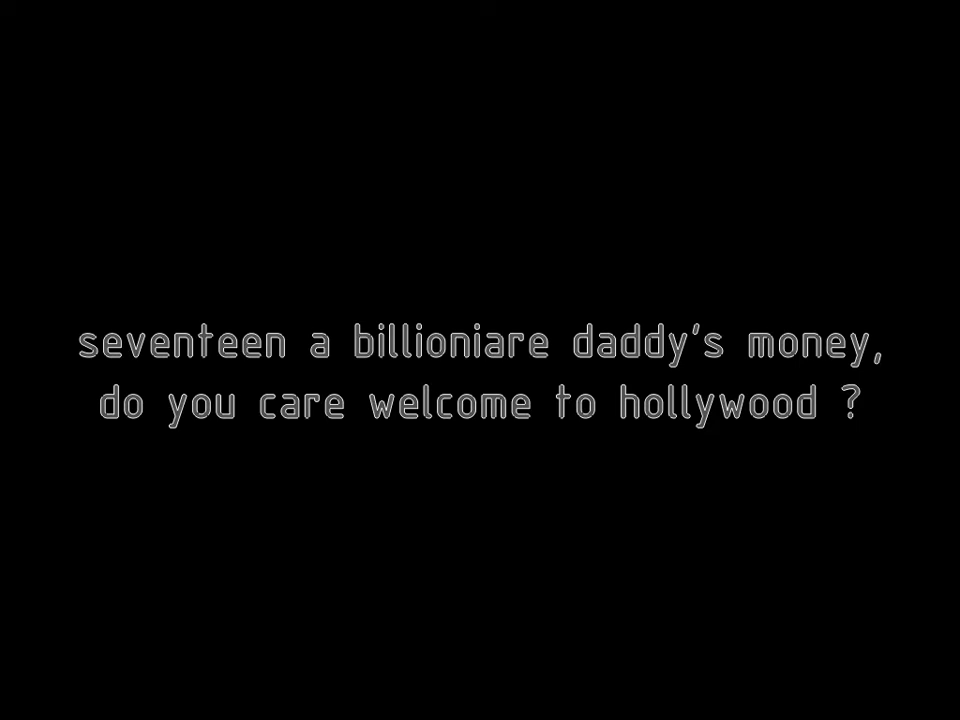 seventeen a billioniare daddy's money,
do you care welcome to hollywood ?